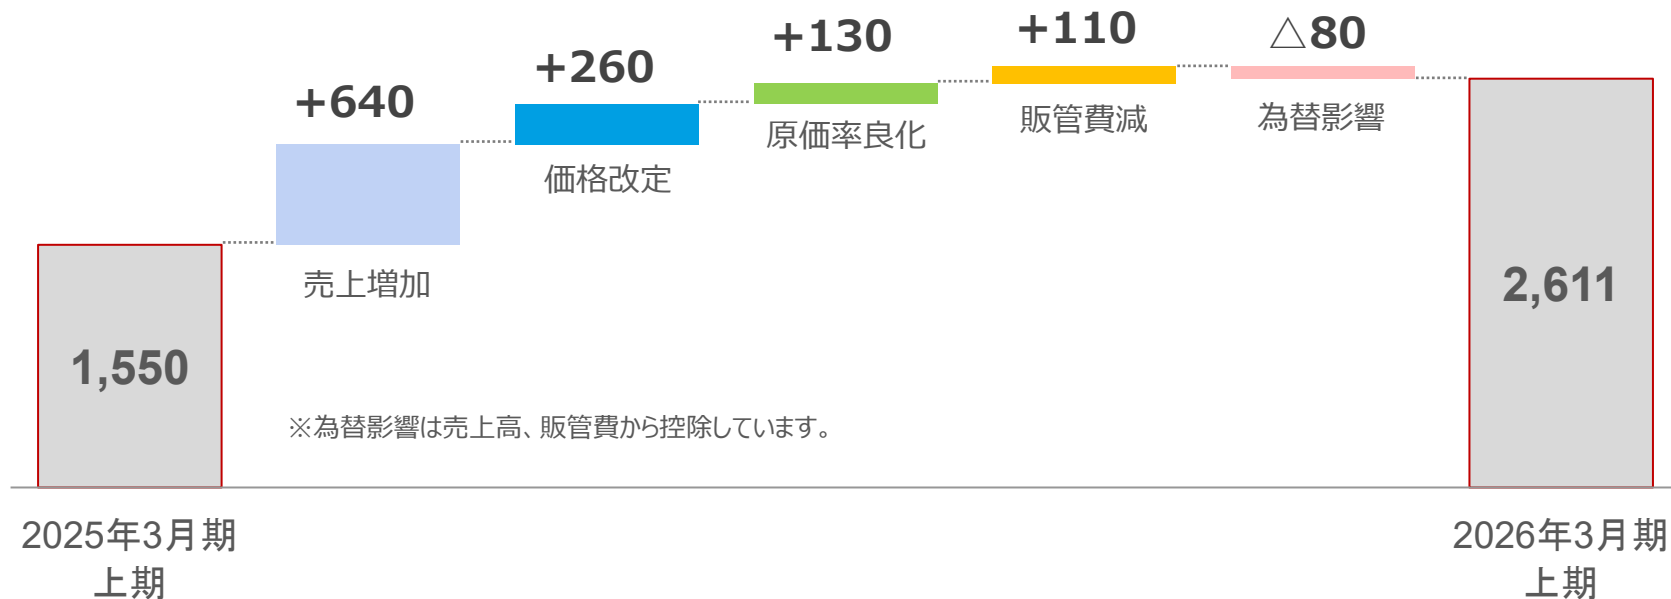 +640
売上増加
+260
価格改定
+130
原価率良化
+110
販管費減
△80
為替影響
1,550
2,611
※為替影響は売上高、販管費から控除しています。
2025年3月期
上期
2026年3月期
上期